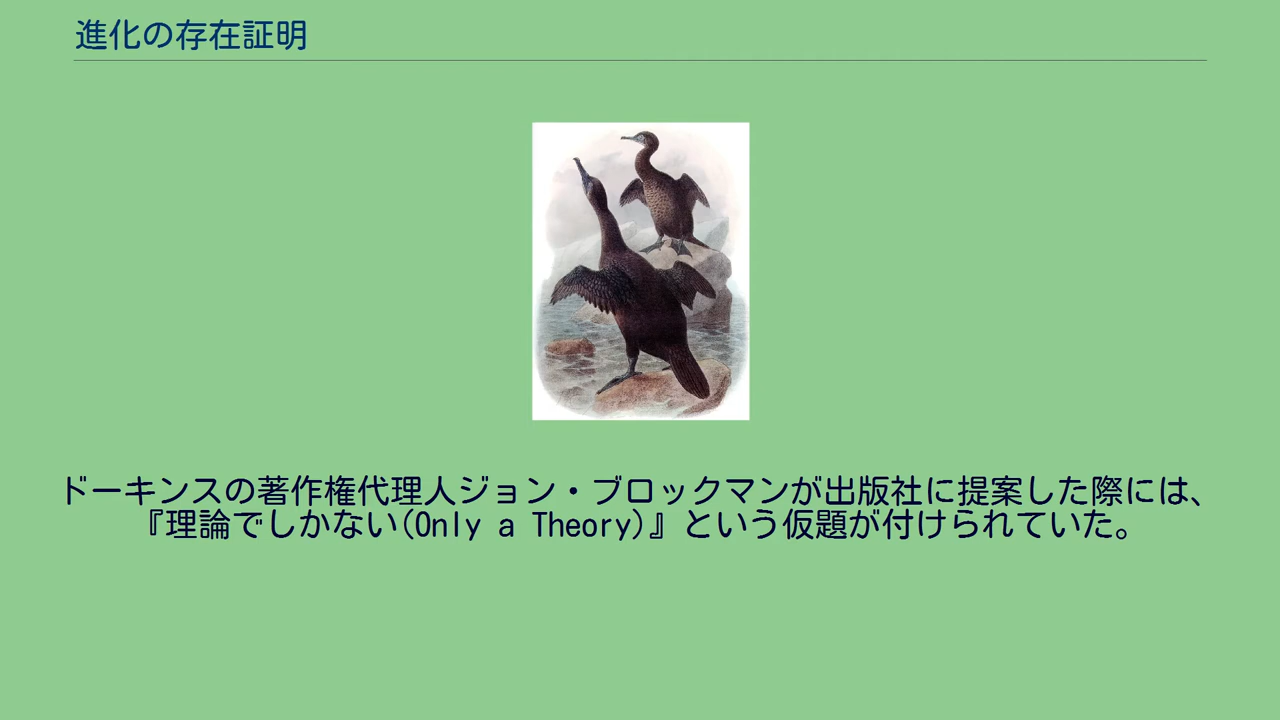 進化の存在証明
ドーキンスの著作権代理人ジョン・ブロックマンが出版社に提案した際には、
『理論でしかない(Only a Theory)』という仮題が付けられていた。